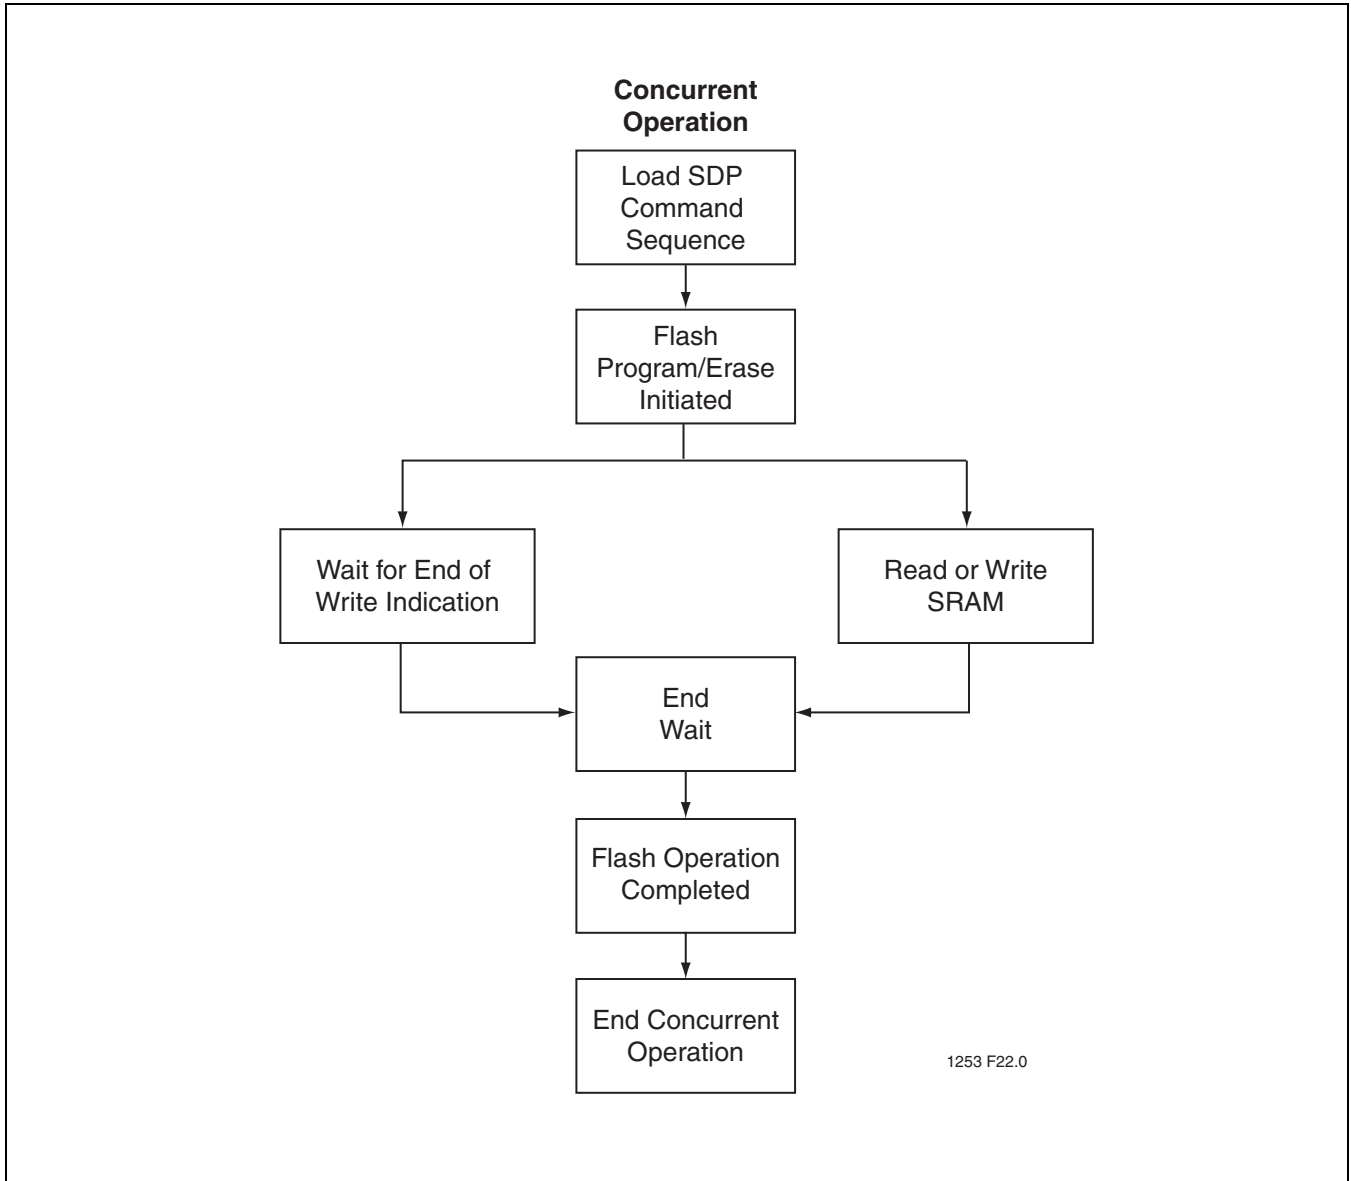 Concurrent
Operation
Load SDP
Command
Sequence
Flash
Program/Erase
Initiated
Wait for End of
Write Indication
Read or Write
SRAM
End
Wait
Flash Operation
Completed
End Concurrent
Operation
1253 F22.0